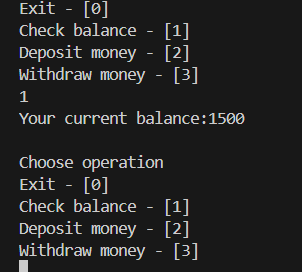 Exit - [0]
Check balance - [1]
Deposit money - [2]
Withdraw money - [3]
1
Your current balance:1500
Choose operation
Exit - [0]
Check balance - [1]
Deposit money - [2]
Withdraw money - [3]